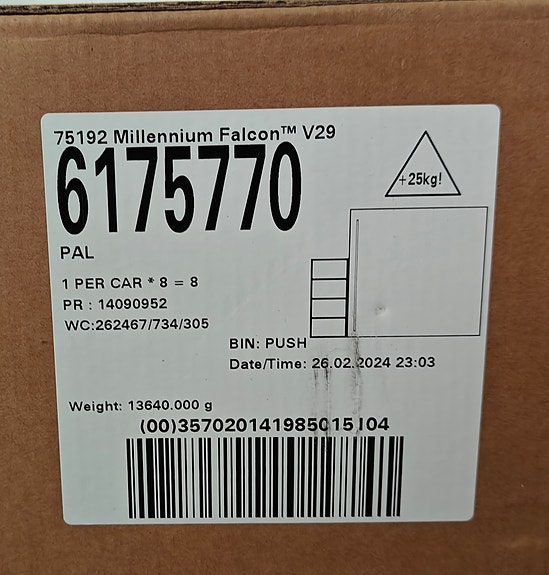 75192 Millennium Falcon™ V29
6175770
+25kg!
PAL
1 PER CAR * 8 = 8
PR : 14090952
WC:262467/734/305
BIN: PUSH
Date/Time: 26.02.2024 23:03
Weight: 13640.000 g
(00)357020141985015104